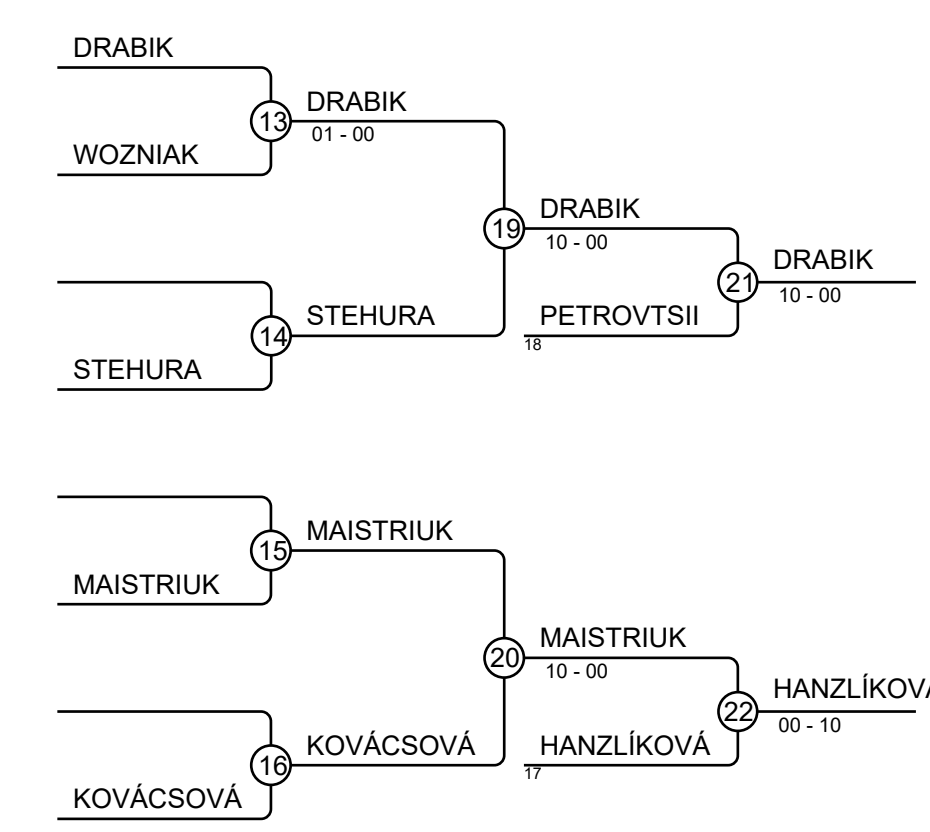 DRABIK
WOZNIAK
13
DRABIK
01 - 00
STEHURA
14
STEHURA
19
DRABIK
10 - 00
PETROVTSII
18
21
DRABIK
10 - 00
MAISTRIUK
15
MAISTRIUK
KOVÁCSOVÁ
16
KOVÁCSOVÁ
20
MAISTRIUK
10 - 00
HANZLÍKOVÁ
17
22
HANZLÍKOVÁ
00 - 10